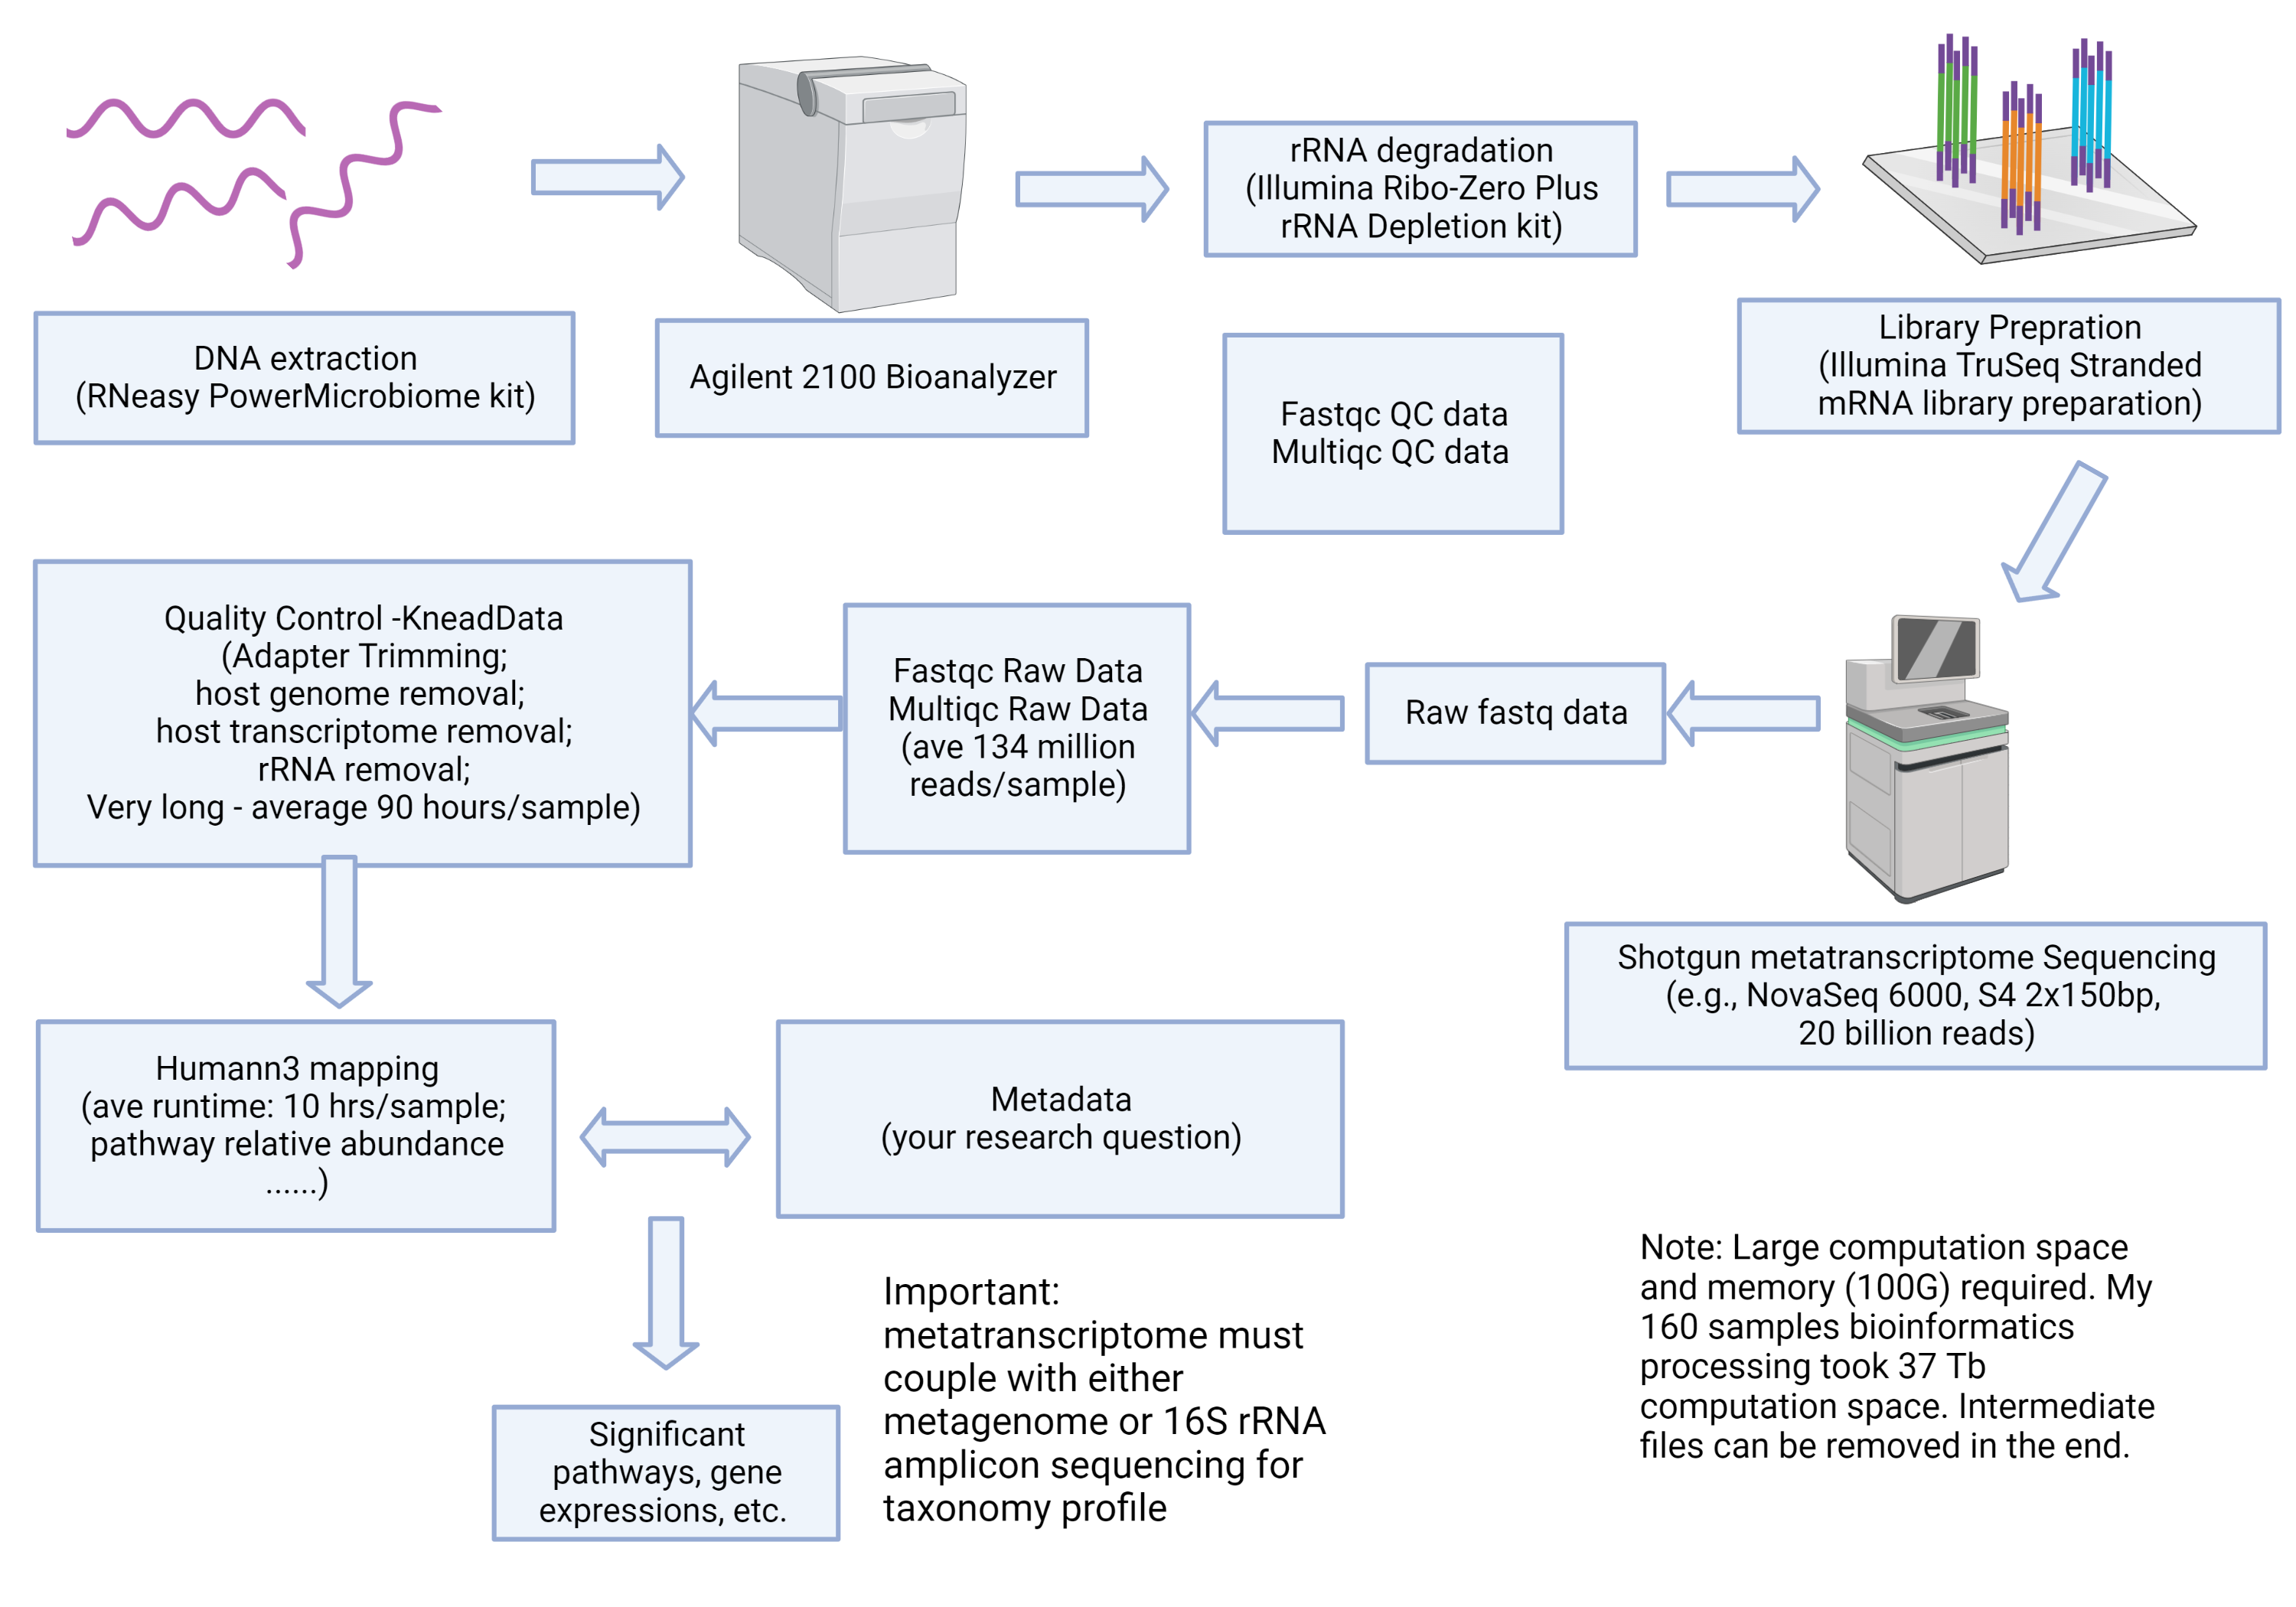 DNA extraction
(RNeasy PowerMicrobiome kit)
Agilent 2100 Bioanalyzer
rRNA degradation
(Illumina Ribo-Zero Plus
rRNA Depletion kit)
Library Prepration
(Illumina TruSeq Stranded
mRNA library preparation)
Fastqc QC data
Multiqc QC data
Shotgun metatranscriptome Sequencing
(e.g., NovaSeq 6000, S4 2x150bp,
20 billion reads)
Raw fastq data
Fastqc Raw Data
Multiqc Raw Data
(ave 134 million
reads/sample)
Quality Control -KneadData
(Adapter Trimming;
host genome removal;
host transcriptome removal;
rRNA removal;
Very long - average 90 hours/sample)
Humann3 mapping
(ave runtime: 10 hrs/sample;
pathway relative abundance
......)
Metadata
(your research question)
Significant
pathways, gene
expressions, etc.
Important:
metatranscriptome must
couple with either
metagenome or 16S rRNA
amplicon sequencing for
taxonomy profile
Note: Large computation space
and memory (100G) required. My
160 samples bioinformatics
processing took 37 Tb
computation space. Intermediate
files can be removed in the end.